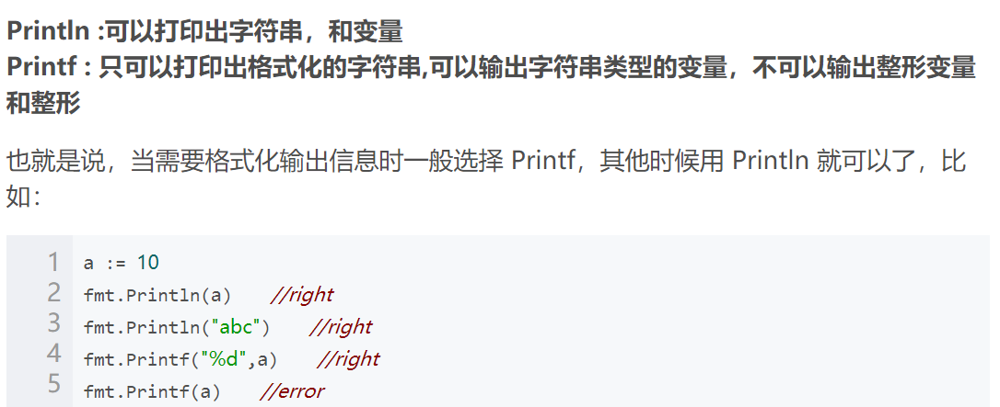 Println :可以打印出字符串，和变量
Printf : 只可以打印出格式化的字符串,可以输出字符串类型的变量，不可以输出整形变量
和整形
也就是说，当需要格式化输出信息时一般选择 Printf，其他时候用 Println 就可以了，比
如：
1 a := 10
2 fmt.Println(a) //right
3 fmt.Println("abc") //right
4 fmt.Printf("%d",a) //right
5 fmt.Printf(a) //error